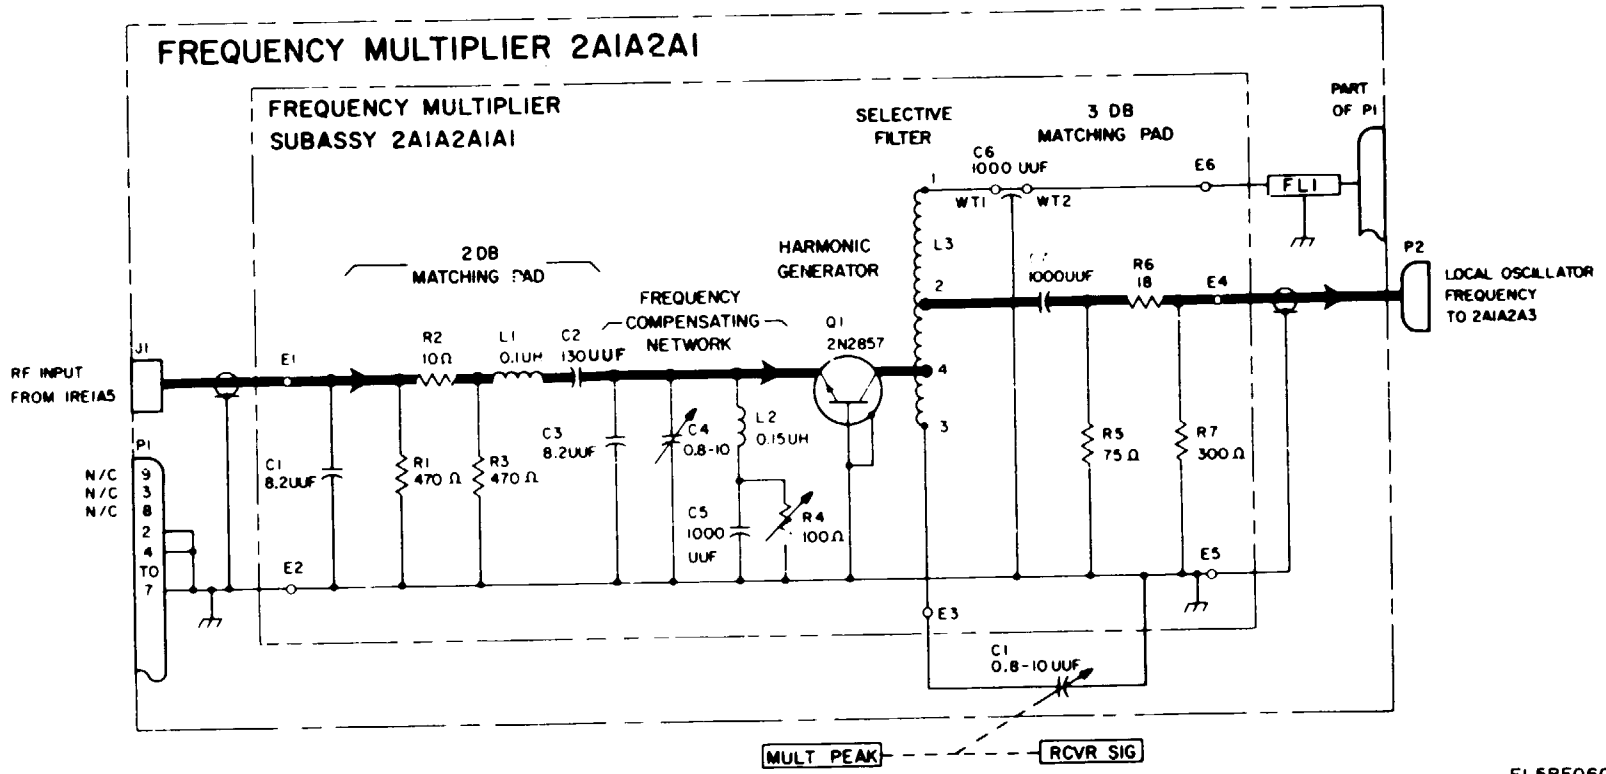 FREQUENCY MULTIPLIER 2A1A2A1
FREQUENCY MULTIPLIER
SUBASSY 2A1A2A1A1
SELECTIVE
FILTER
3 DB
MATCHING PAD
PART
OF P1
C6
1000 UUF
E6
1
WT1
WT2
FL1
L3
P2
2 DB
MATCHING PAD
HARMONIC
GENERATOR
1000UUF
R6
18
E4
2
LOCAL OSCILLATOR
FREQUENCY
TO 2A1A2A3
FREQUENCY
COMPENSATING
NETWORK
Q1
2N2857
J1
E1
R2
10Ω
L1
0.1UH
C2
130UUF
RF INPUT
FROM 1RE1A5
4
3
P1
N/C 9
N/C 3
N/C 8
2
4
TO
7
C1
8.2UUF
R1
470 Ω
R3
470 Ω
C3
8.2UUF
C4
0.8-10
L2
0.15UH
R5
75 Ω
R7
300Ω
C5
1000
UUF
R4
100Ω
E2
E5
E3
C1
0.8-10 UUF
MULT PEAK
RCVR SIG